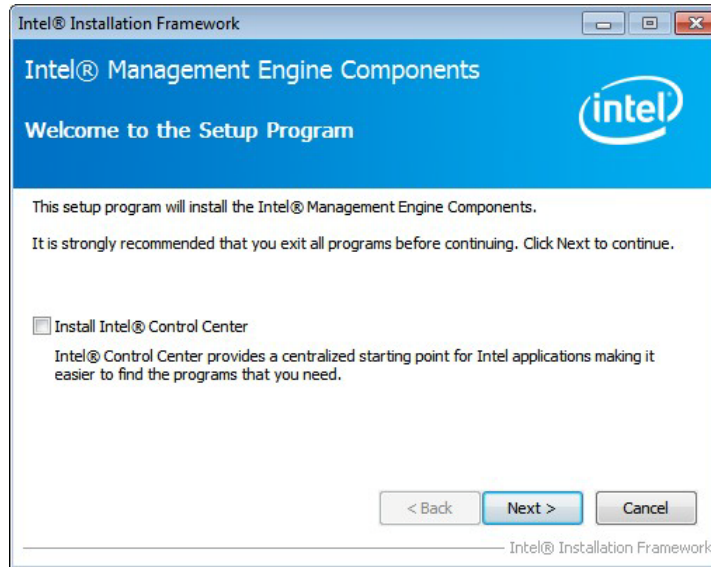 Intel® Installation Framework
Intel® Management Engine Components
intel
Welcome to the Setup Program
This setup program will install the Intel® Management Engine Components.
It is strongly recommended that you exit all programs before continuing. Click Next to continue.
Install Intel® Control Center
Intel® Control Center provides a centralized starting point for Intel applications making it
easier to find the programs that you need.
< Back Next > Cancel
Intel® Installation Framework